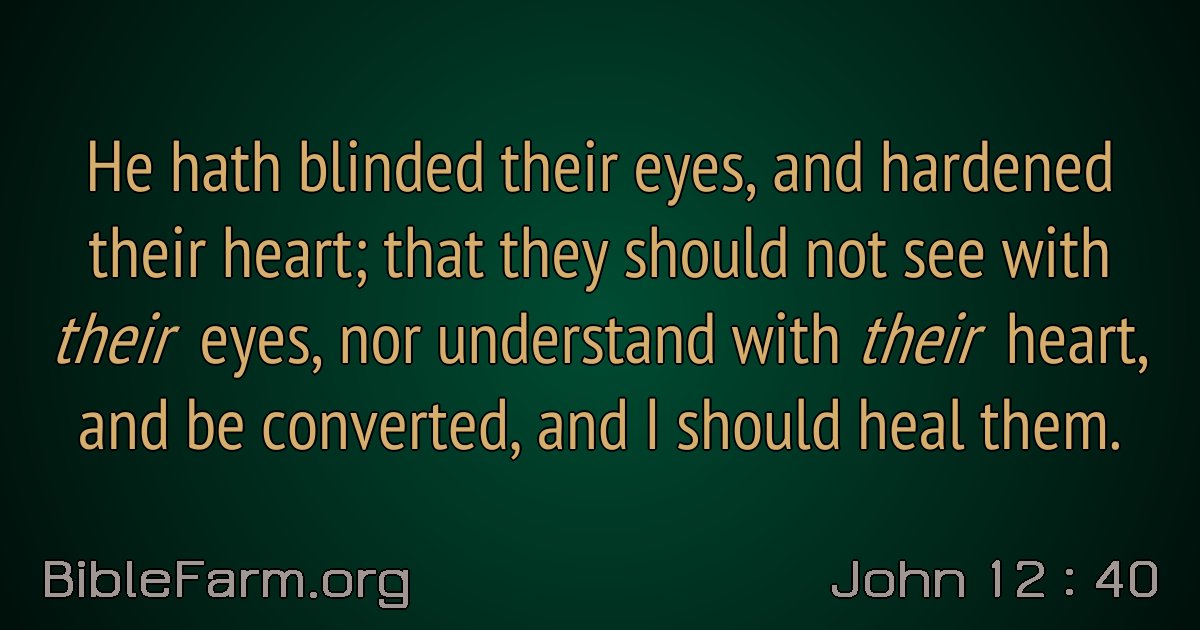 He hath blinded their eyes, and hardened
their heart; that they should not see with
their eyes, nor understand with their heart,
and be converted, and I should heal them.
BibleFarm.org
John 12 : 40